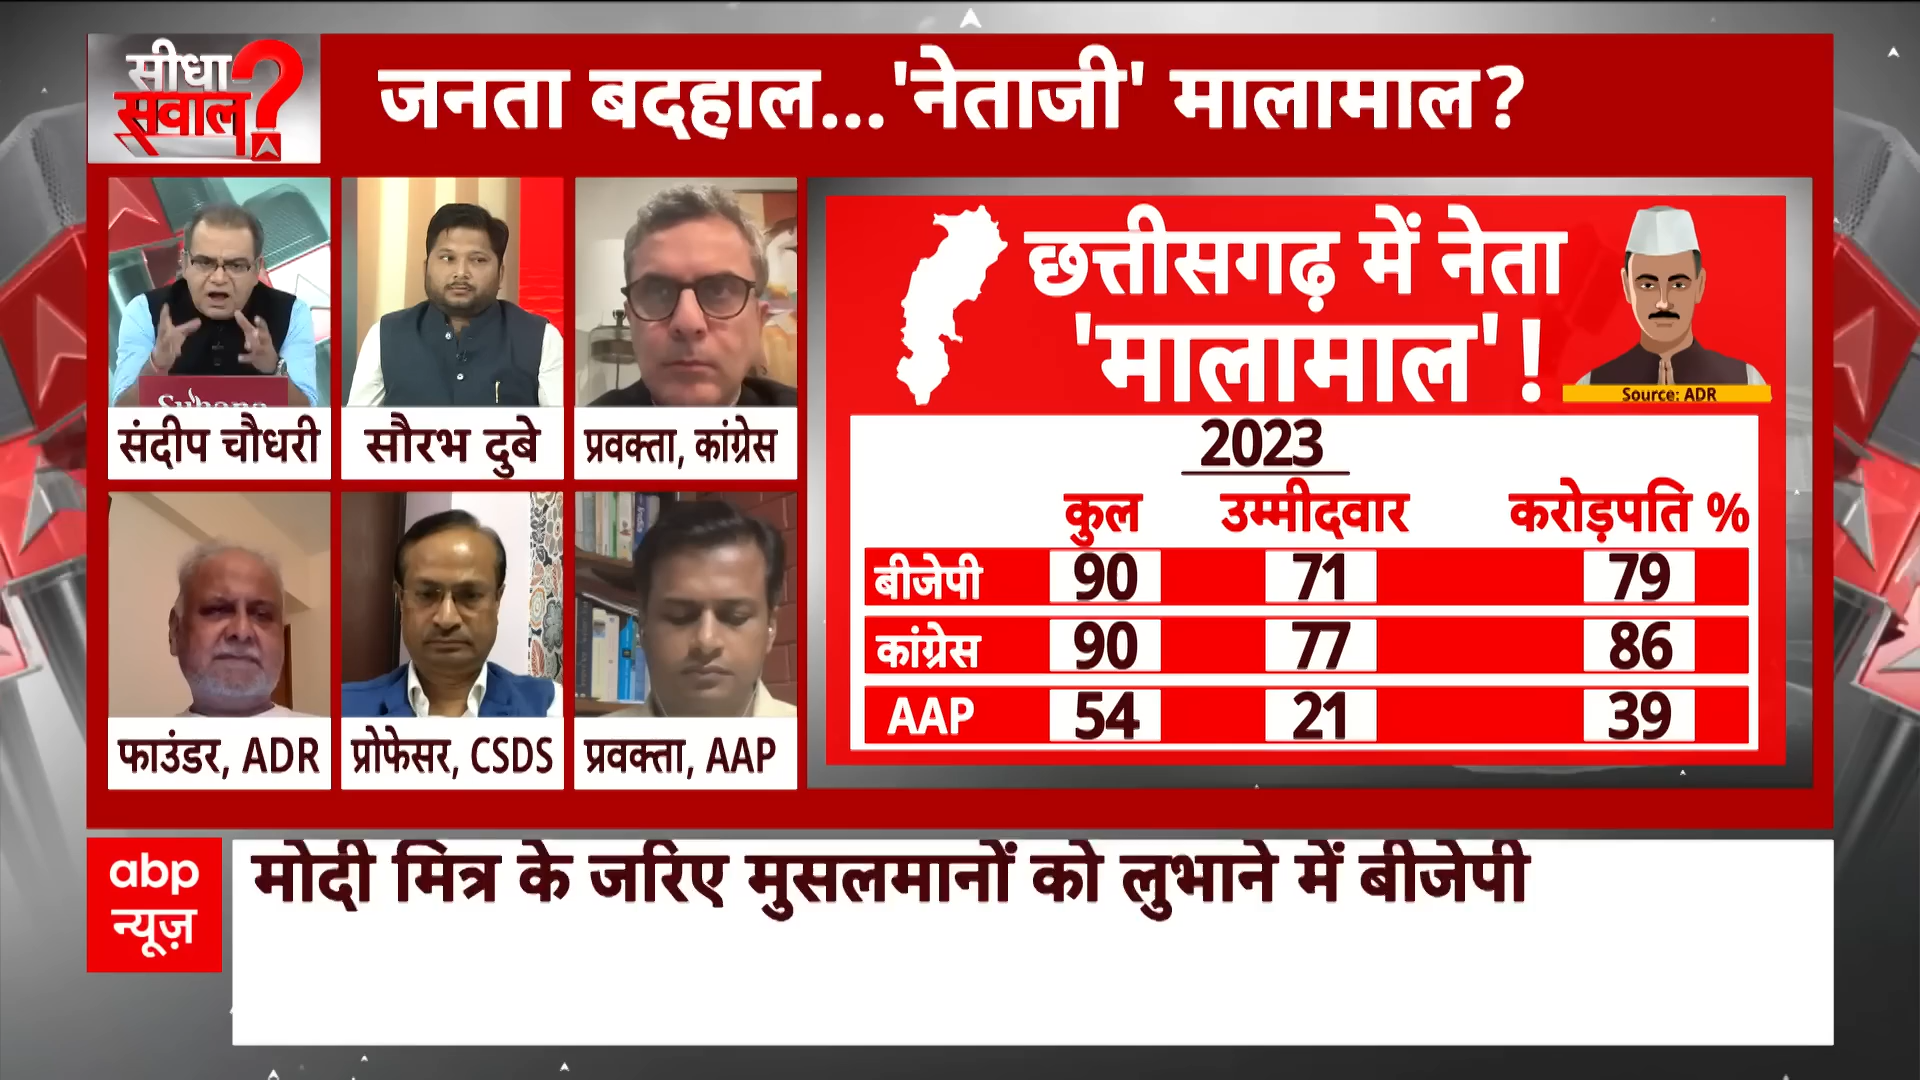 सीधा
सवाल?
जनता बदहाल...'नेताजी' मालामाल?
संदीप चौधरी
सौरभ दुबे
प्रवक्ता, कांग्रेस
फाउंडर, ADR
प्रोफेसर, CSDS
प्रवक्ता, AAP
छत्तीसगढ़ में नेता
'मालामाल'!
Source: ADR
2023
कुल उम्मीदवार करोड़पति %
बीजेपी 90 71 79
कांग्रेस 90 77 86
AAP 54 21 39
abp
न्यूज़
मोदी मित्र के जरिए मुसलमानों को लुभाने में बीजेपी